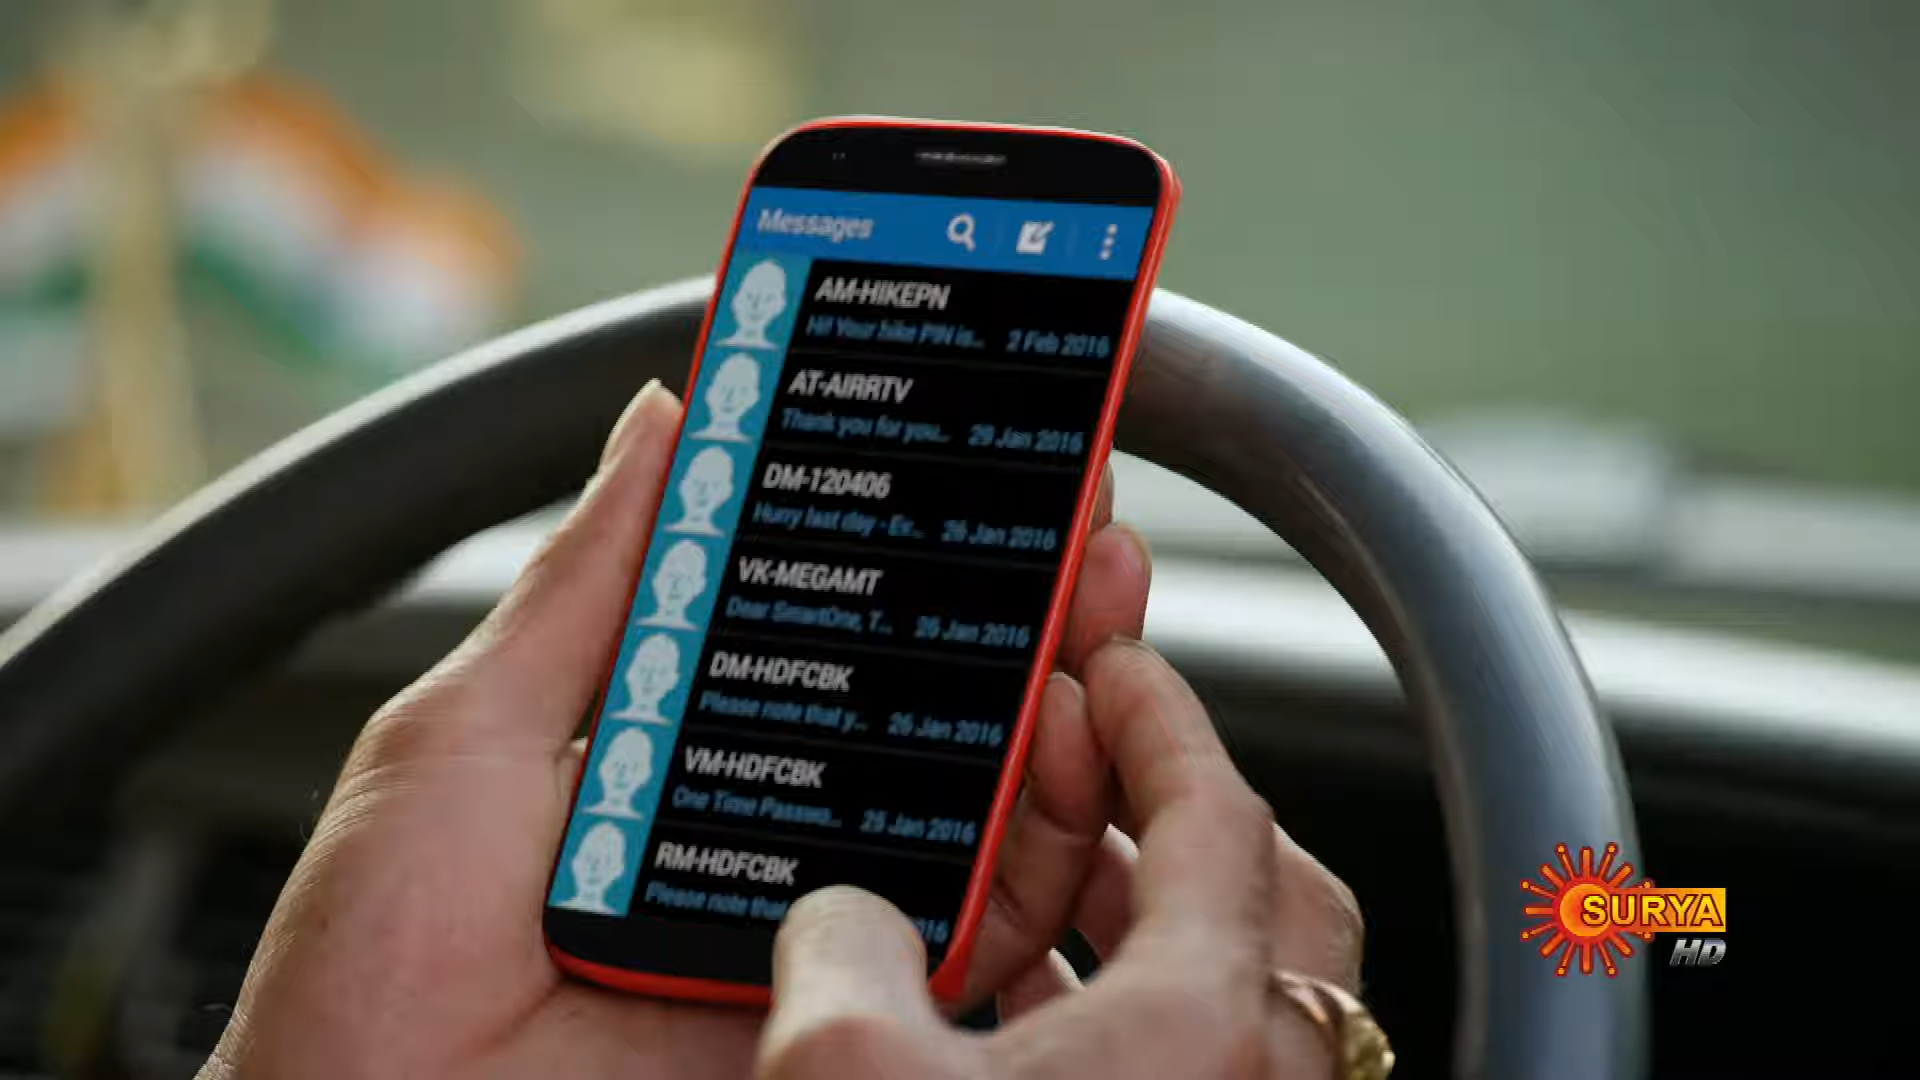 Messages
AM-HIKEPN
Hi! Your hike PIN is... 2 Feb 2016
AT-AIRRTV
Thank you for you... 29 Jan 2016
DM-120406
Hurry last day - Ex... 26 Jan 2016
VK-MEGAMT
Dear SmartOne, T... 26 Jan 2016
DM-HDFCBK
Please note that y... 26 Jan 2016
VM-HDFCBK
One Time Passwo... 25 Jan 2016
RM-HDFCBK
Please note that 2016
SURYA
HD